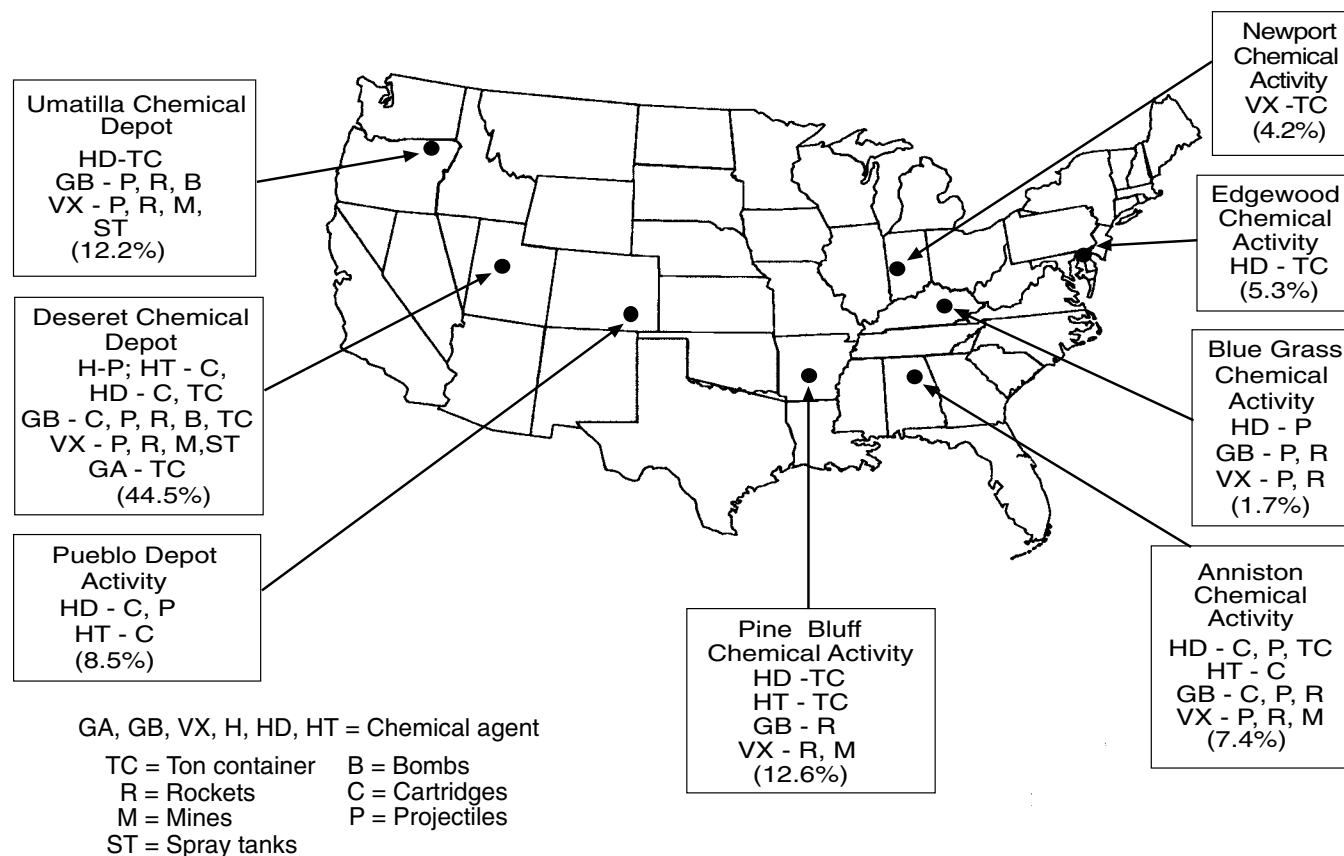 Umatilla Chemical
Depot
HD-TC
GB - P, R, B
VX - P, R, M,
ST
(12.2%)
Deseret Chemical
Depot
H-P; HT - C,
HD - C, TC
GB - C, P, R, B, TC
VX - P, R, M,ST
GA - TC
(44.5%)
Pueblo Depot
Activity
HD - C, P
HT - C
(8.5%)
Pine Bluff
Chemical Activity
HD -TC
HT - TC
GB - R
VX - R, M
(12.6%)
Newport
Chemical
Activity
VX -TC
(4.2%)
Edgewood
Chemical
Activity
HD - TC
(5.3%)
Blue Grass
Chemical
Activity
HD - P
GB - P, R
VX - P, R
(1.7%)
Anniston
Chemical
Activity
HD - C, P, TC
HT - C
GB - C, P, R
VX - P, R, M
(7.4%)
GA, GB, VX, H, HD, HT = Chemical agent
TC = Ton container B = Bombs
R = Rockets C = Cartridges
M = Mines P = Projectiles
ST = Spray tanks